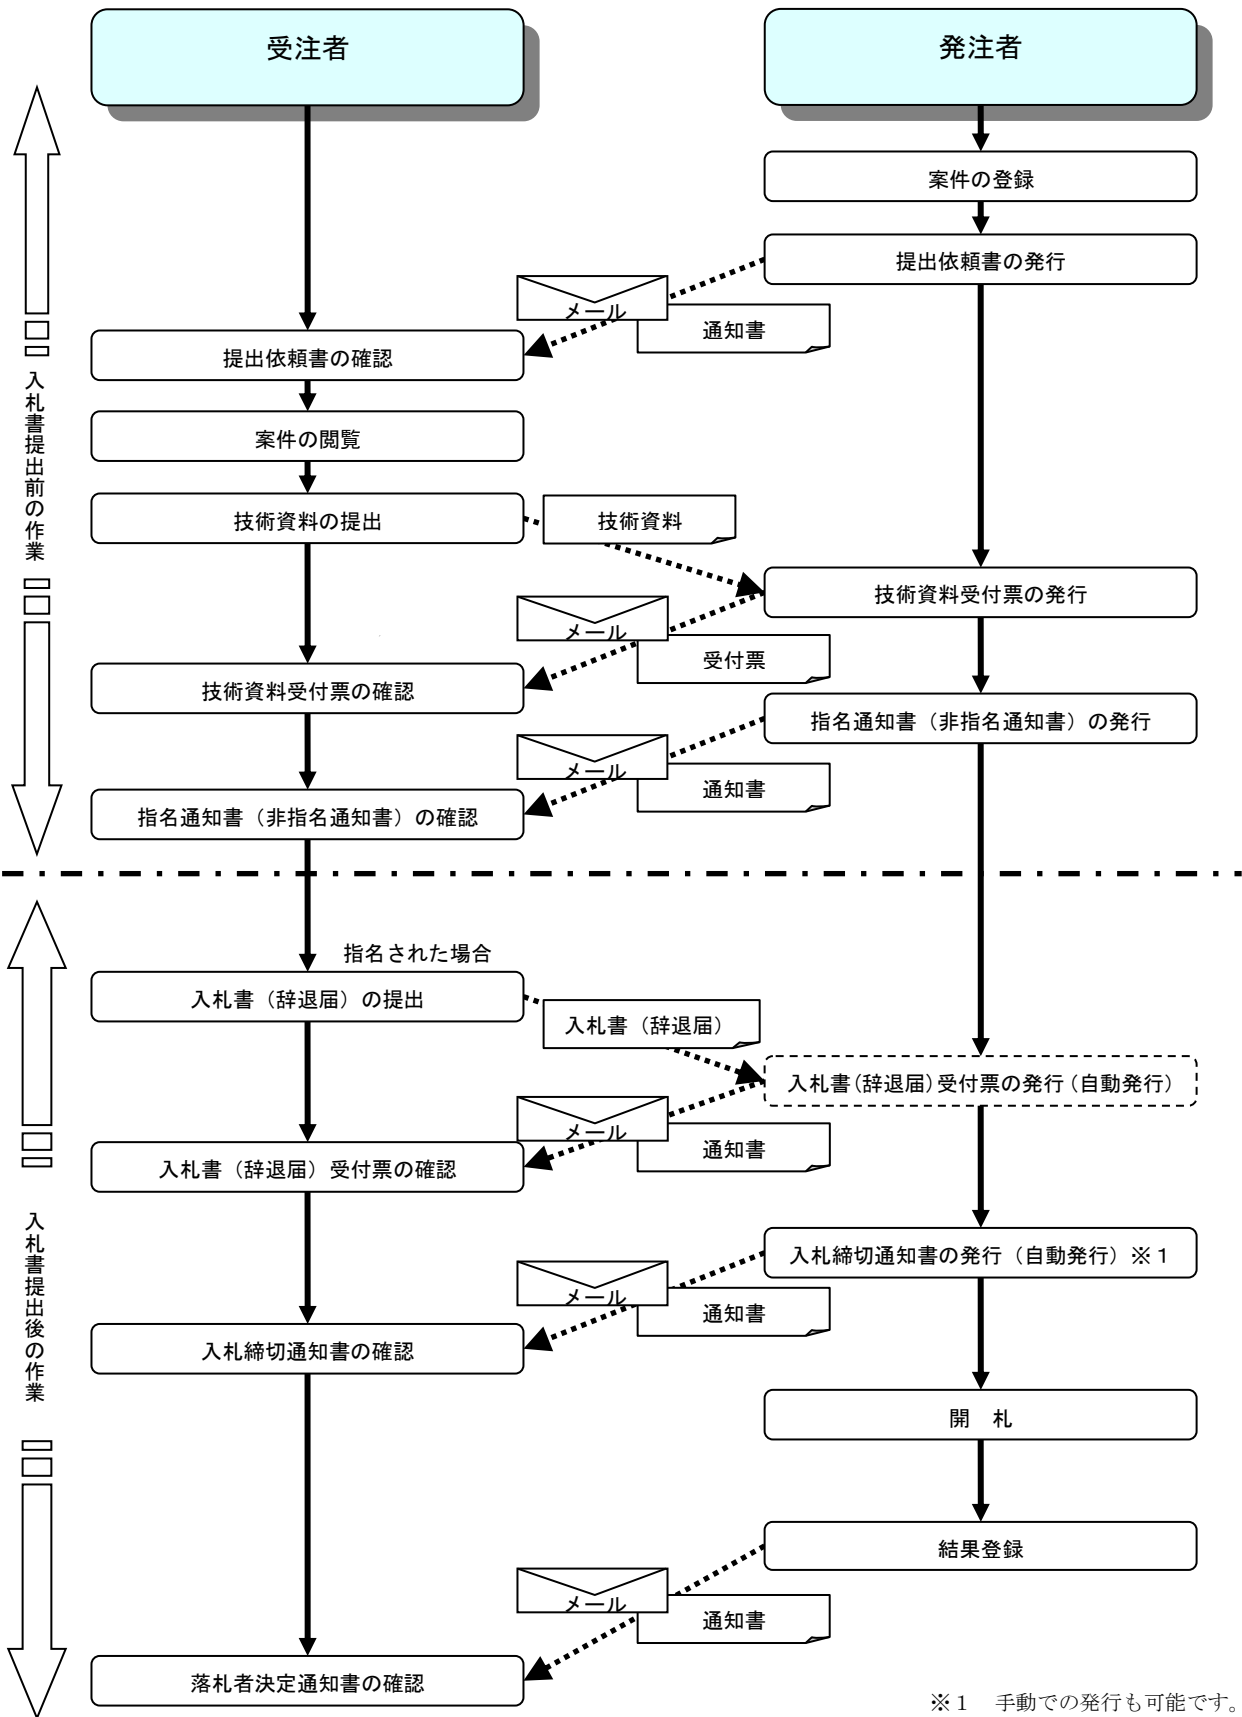 受注者
発注者
案件の登録
提出依頼書の発行
メール
通知書
提出依頼書の確認
案件の閲覧
技術資料の提出
技術資料
技術資料受付票の発行
メール
受付票
技術資料受付票の確認
指名通知書（非指名通知書）の発行
メール
通知書
指名通知書（非指名通知書）の確認
入札書提出前の作業
指名された場合
入札書（辞退届）の提出
入札書（辞退届）
入札書（辞退届）受付票の発行（自動発行）
メール
通知書
入札書（辞退届）受付票の確認
入札締切通知書の発行（自動発行）※１
メール
通知書
入札締切通知書の確認
開　札
結果登録
メール
通知書
落札者決定通知書の確認
入札書提出後の作業
※１　手動での発行も可能です。